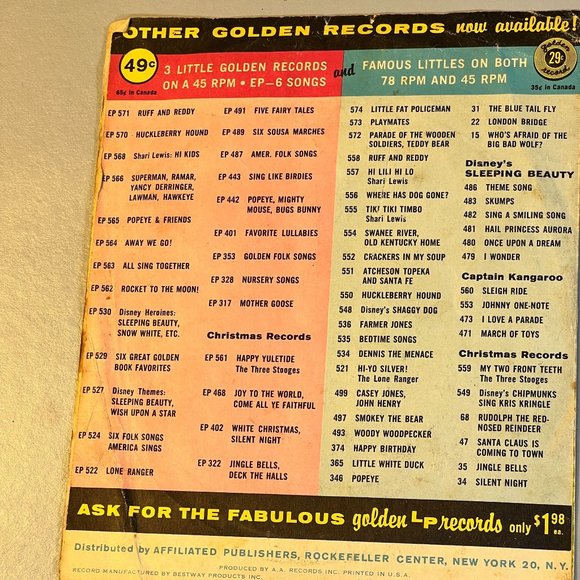 OTHER GOLDEN RECORDS now available!
49¢
65¢ in Canada
3 LITTLE GOLDEN RECORDS
ON A 45 RPM • EP—6 SONGS
and
FAMOUS LITTLES ON BOTH
78 RPM AND 45 RPM
Golden
29¢
Record
35¢ in Canada
EP 571 RUFF AND REDDY
EP 570 HUCKLEBERRY HOUND
EP 568 Shari Lewis: HI KIDS
EP 566 SUPERMAN, RAMAR,
YANCY DERRINGER,
LAWMAN, HAWKEYE
EP 565 POPEYE & FRIENDS
EP 564 AWAY WE GO!
EP 563 ALL SING TOGETHER
EP 562 ROCKET TO THE MOON!
EP 530 Disney Heroines:
SLEEPING BEAUTY,
SNOW WHITE, ETC.
EP 529 SIX GREAT GOLDEN
BOOK FAVORITES
EP 527 Disney Themes:
SLEEPING BEAUTY,
WISH UPON A STAR
EP 524 SIX FOLK SONGS
AMERICA SINGS
EP 522 LONE RANGER
EP 491 FIVE FAIRY TALES
EP 489 SIX SOUSA MARCHES
EP 487 AMER. FOLK SONGS
EP 443 SING LIKE BIRDIES
EP 442 POPEYE, MIGHTY
MOUSE, BUGS BUNNY
EP 401 FAVORITE LULLABIES
EP 353 GOLDEN FOLK SONGS
EP 328 NURSERY SONGS
EP 317 MOTHER GOOSE
Christmas Records
EP 561 HAPPY YULETIDE
The Three Stooges
EP 468 JOY TO THE WORLD,
COME ALL YE FAITHFUL
EP 402 WHITE CHRISTMAS,
SILENT NIGHT
EP 322 JINGLE BELLS,
DECK THE HALLS
574 LITTLE FAT POLICEMAN
573 PLAYMATES
572 PARADE OF THE WOODEN
SOLDIERS, TEDDY BEAR
558 RUFF AND REDDY
557 HI LILI HI LO
Shari Lewis
556 WHERE HAS DOG GONE?
555 TIK! TIK! TIMBO
Shari Lewis
554 SWANEE RIVER,
OLD KENTUCKY HOME
552 CRACKERS IN MY SOUP
551 ATCHESON TOPEKA
AND SANTA FE
550 HUCKLEBERRY HOUND
548 Disney's SHAGGY DOG
536 FARMER JONES
535 BEDTIME SONGS
534 DENNIS THE MENACE
521 HI-YO SILVER!
The Lone Ranger
499 CASEY JONES,
JOHN HENRY
497 SMOKEY THE BEAR
493 WOODY WOODPECKER
374 HAPPY BIRTHDAY
365 LITTLE WHITE DUCK
346 POPEYE
31 THE BLUE TAIL FLY
22 LONDON BRIDGE
15 WHO'S AFRAID OF THE
BIG BAD WOLF?
Disney's
SLEEPING BEAUTY
486 THEME SONG
483 SKUMPS
482 SING A SMILING SONG
481 HAIL PRINCESS AURORA
480 ONCE UPON A DREAM
479 I WONDER
Captain Kangaroo
560 SLEIGH RIDE
553 JOHNNY ONE-NOTE
473 I LOVE A PARADE
471 MARCH OF TOYS
Christmas Records
559 MY TWO FRONT TEETH
The Three Stooges
549 Disney's CHIPMUNKS
SING KRIS KRINGLE
68 RUDOLPH THE RED-
NOSED REINDEER
47 SANTA CLAUS IS
COMING TO TOWN
35 JINGLE BELLS
34 SILENT NIGHT
ASK FOR THE FABULOUS golden LP records only $1.98 ea.
Distributed by AFFILIATED PUBLISHERS, ROCKEFELLER CENTER, NEW YORK 20, N.Y.
PRODUCED BY A.A. RECORDS INC. PRINTED IN U.S.A.
RECORD MANUFACTURED BY BESTWAY PRODUCTS INC.